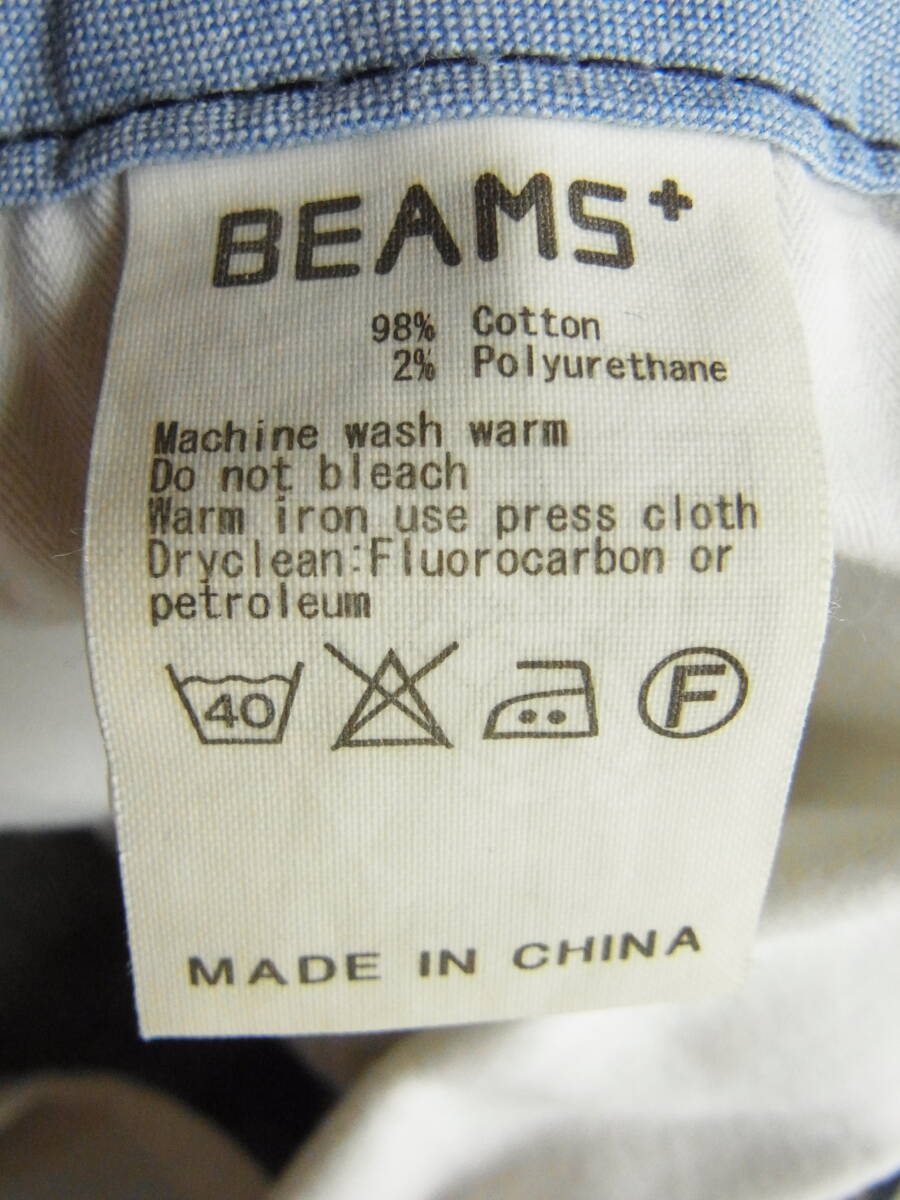 BEAMS+
98% Cotton
2% Polyurethane
Machine wash warm
Do not bleach
Warm iron use press cloth
Dryclean:Fluorocarbon or
petroleum
40 F
MADE IN CHINA